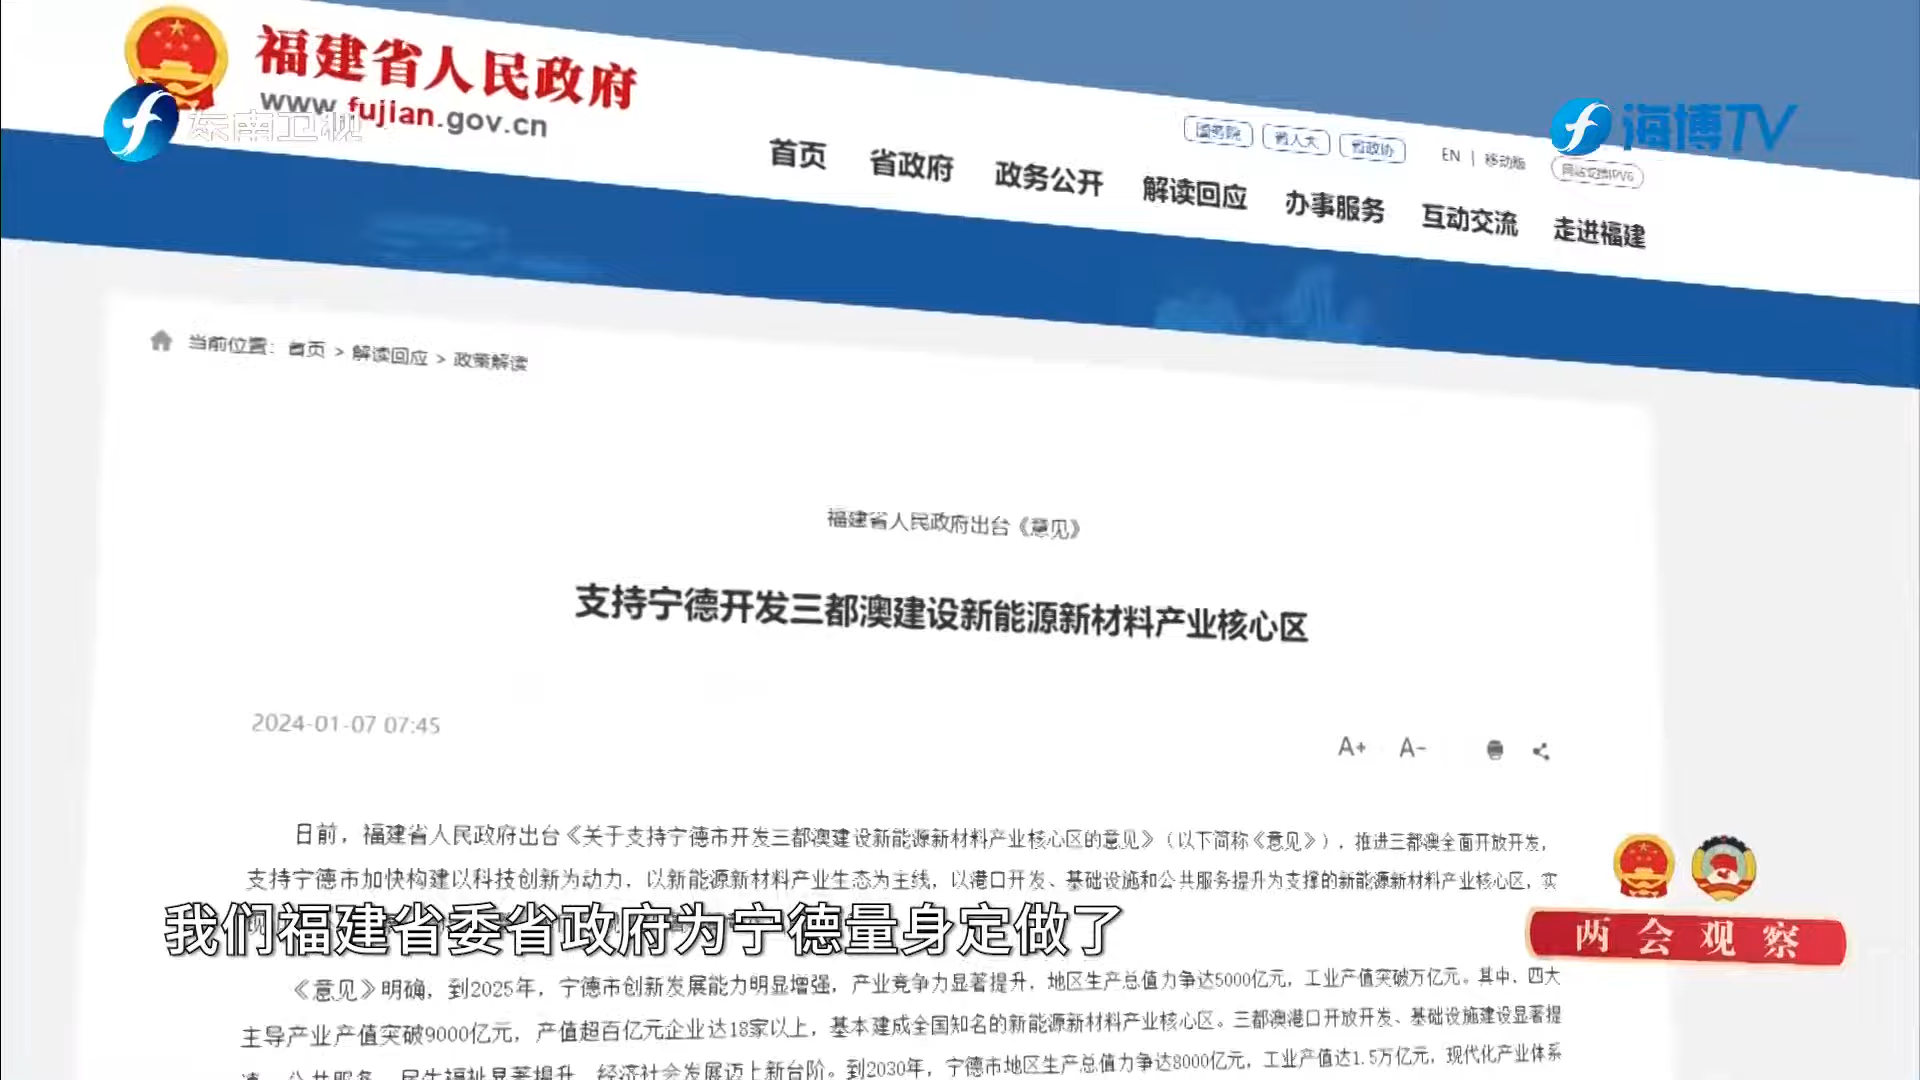 福建省人民政府
www.fujian.gov.cn
东南卫视
海博TV
国务院 省人大 省政协 EN | 移动版
网站支持IPV6
首页 省政府 政务公开 解读回应 办事服务 互动交流 走进福建
当前位置：首页 > 解读回应 > 政策解读
福建省人民政府出台《意见》
支持宁德开发三都澳建设新能源新材料产业核心区
2024-01-07 07:45
A+ A-
日前，福建省人民政府出台《关于支持宁德市开发三都澳建设新能源新材料产业核心区的意见》（以下简称《意见》），推进三都澳全面开放开发，
支持宁德市加快构建以科技创新为动力，以新能源新材料产业生态为主线，以港口开发、基础设施和公共服务提升为支撑的新能源新材料产业核心区，实
我们福建省委省政府为宁德量身定做了
两会观察
《意见》明确，到2025年，宁德市创新发展能力明显增强，产业竞争力显著提升，地区生产总值力争达5000亿元，工业产值突破万亿元。其中，四大
主导产业产值突破9000亿元，产值超百亿元企业达18家以上，基本建成全国知名的新能源新材料产业核心区。三都澳港口开放开发、基础设施建设显著提
速，公共服务、民生福祉显著提升，经济社会发展迈上新台阶。到2030年，宁德市地区生产总值力争达8000亿元，工业产值达1.5万亿元，现代化产业体系